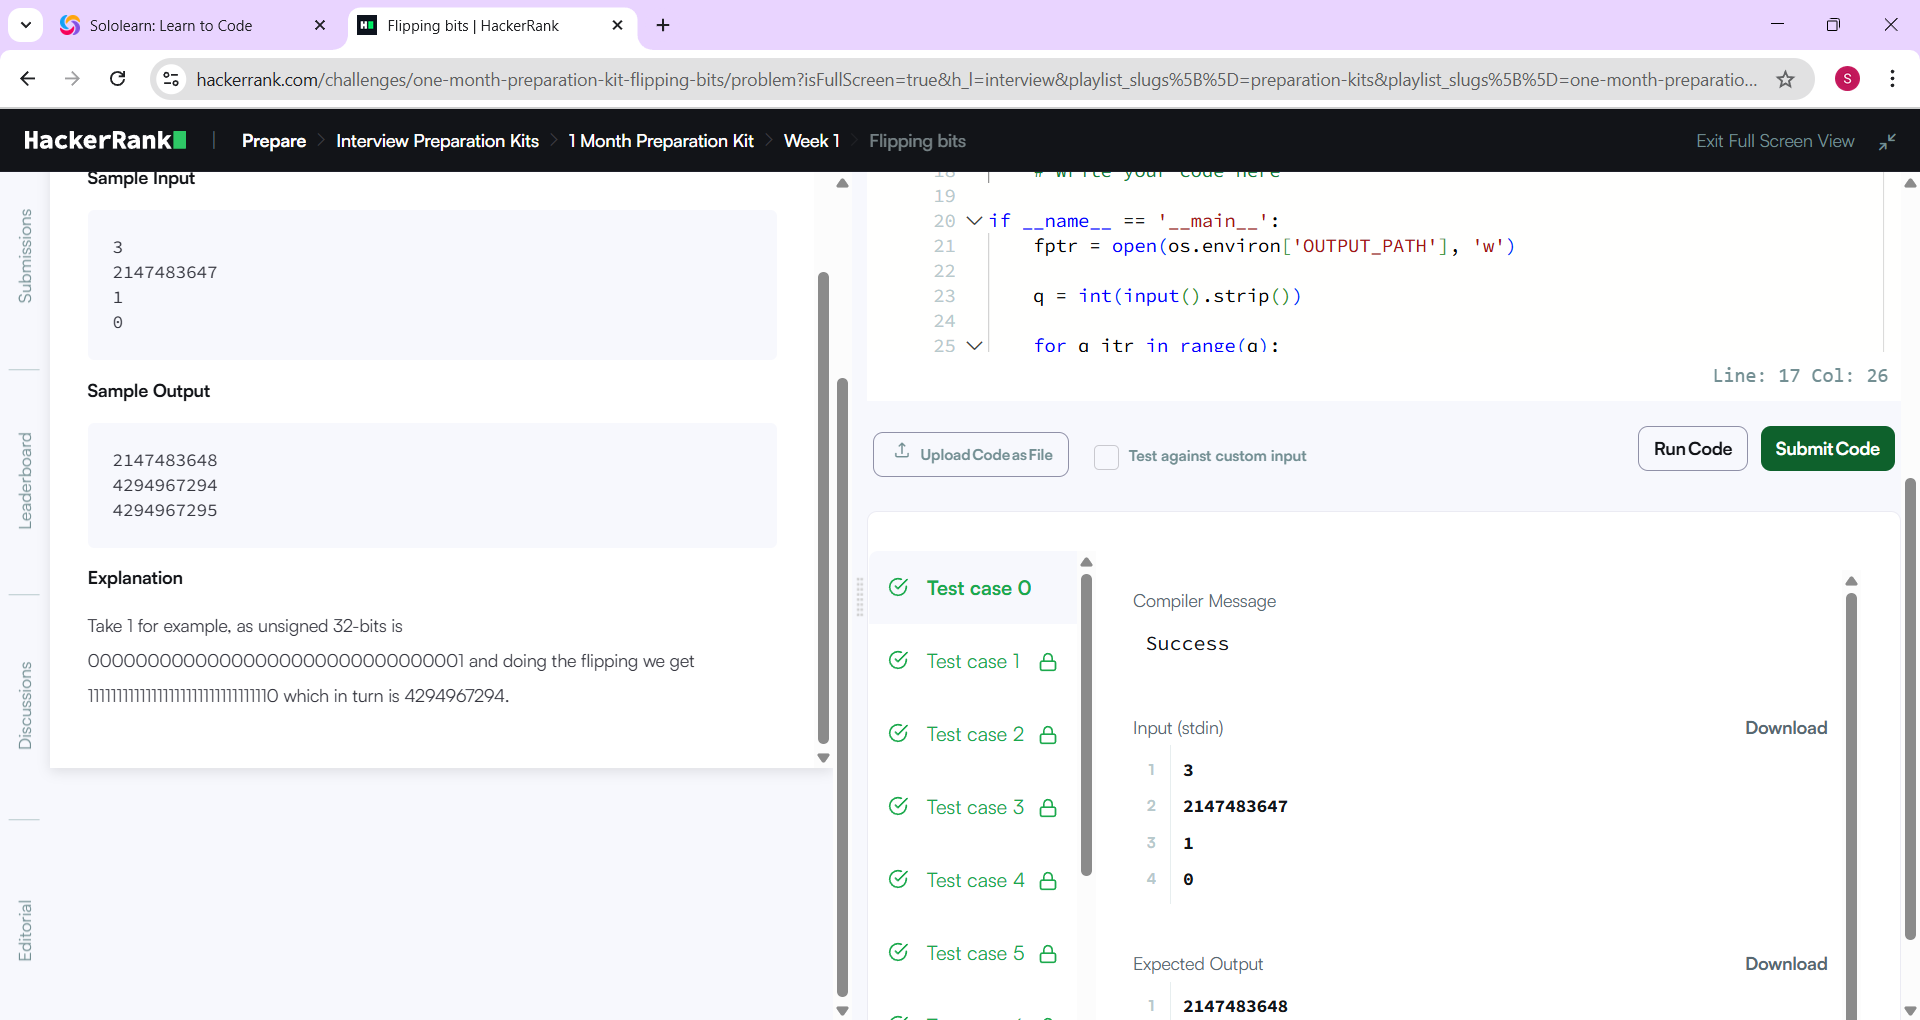 Sololearn: Learn to Code
Flipping bits | HackerRank
hackerrank.com/challenges/one-month-preparation-kit-flipping-bits/problem?isFullScreen=true&h_l=interview&playlist_slugs%5B%5D=preparation-kits&playlist_slugs%5B%5D=one-month-preparatio...
S
HackerRank
Prepare
Interview Preparation Kits
1 Month Preparation Kit
Week 1
Flipping bits
Exit Full Screen View
Submissions
Leaderboard
Discussions
Editorial
Sample Input
3
2147483647
1
0
Sample Output
2147483648
4294967294
4294967295
Explanation
Take 1 for example, as unsigned 32-bits is
00000000000000000000000000000001 and doing the flipping we get
11111111111111111111111111111110 which in turn is 4294967294.
18 # Write your code here
19
20 if __name__ == '__main__':
21 fptr = open(os.environ['OUTPUT_PATH'], 'w')
22
23 q = int(input().strip())
24
25 for q_itr in range(q):
Line: 17 Col: 26
Upload Code as File
Test against custom input
Run Code
Submit Code
Test case 0
Test case 1
Test case 2
Test case 3
Test case 4
Test case 5
Compiler Message
Success
Input (stdin)
Download
1 3
2 2147483647
3 1
4 0
Expected Output
Download
1 2147483648